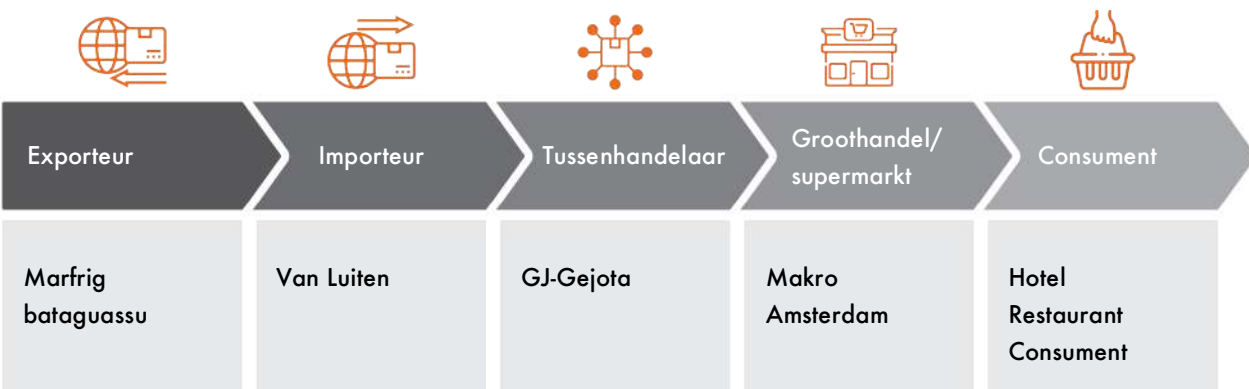 Exporteur
Importeur
Tussenhandelaar
Groothandel/
supermarkt
Consument
Marfrig
bataguassu
Van Luiten
GJ-Gejota
Makro
Amsterdam
Hotel
Restaurant
Consument